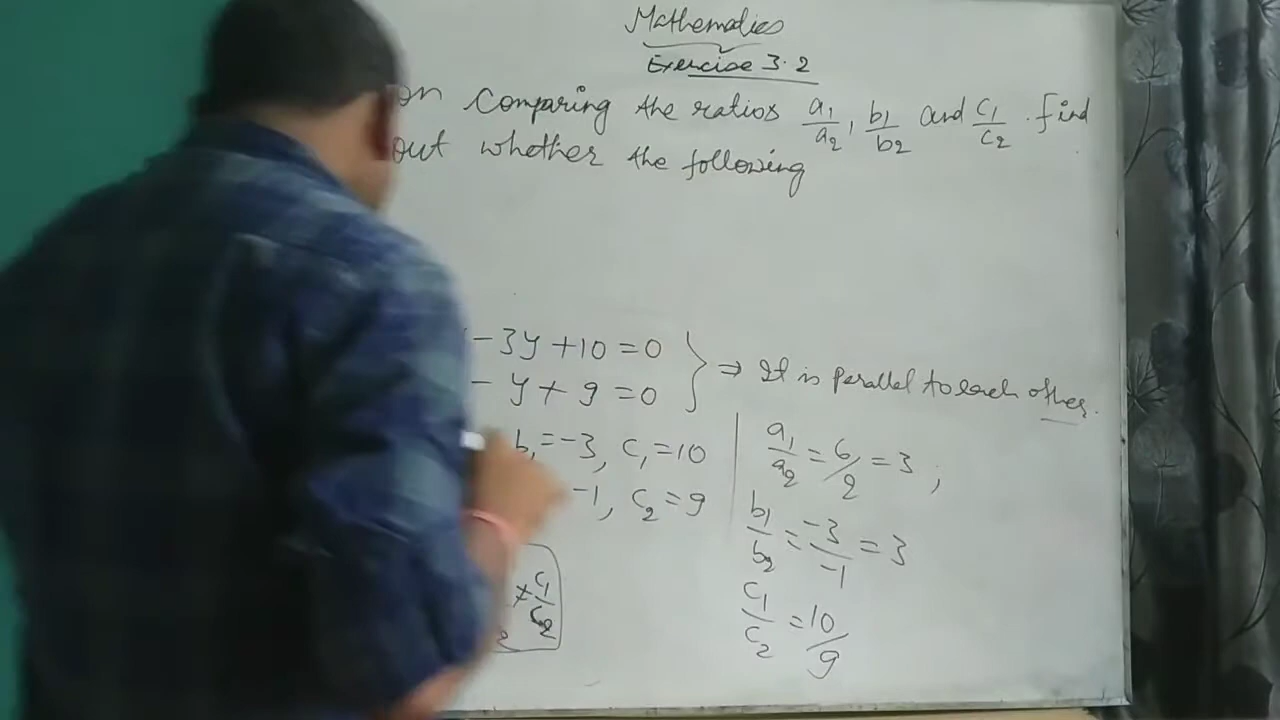 Mathematics
Exercise 3.2
on comparing the ratios a₁/a₂, b₁/b₂ and c₁/c₂. find
out whether the following
-3y+10=0
- y+9=0 } ⇒ It is parallel to each other.
b₁=-3, c₁=10
-1, c₂=9
a₁/a₂=6/2=3;
b₁/b₂=-3/-1=3
c₁/c₂=10/9
≠c₁/c₂